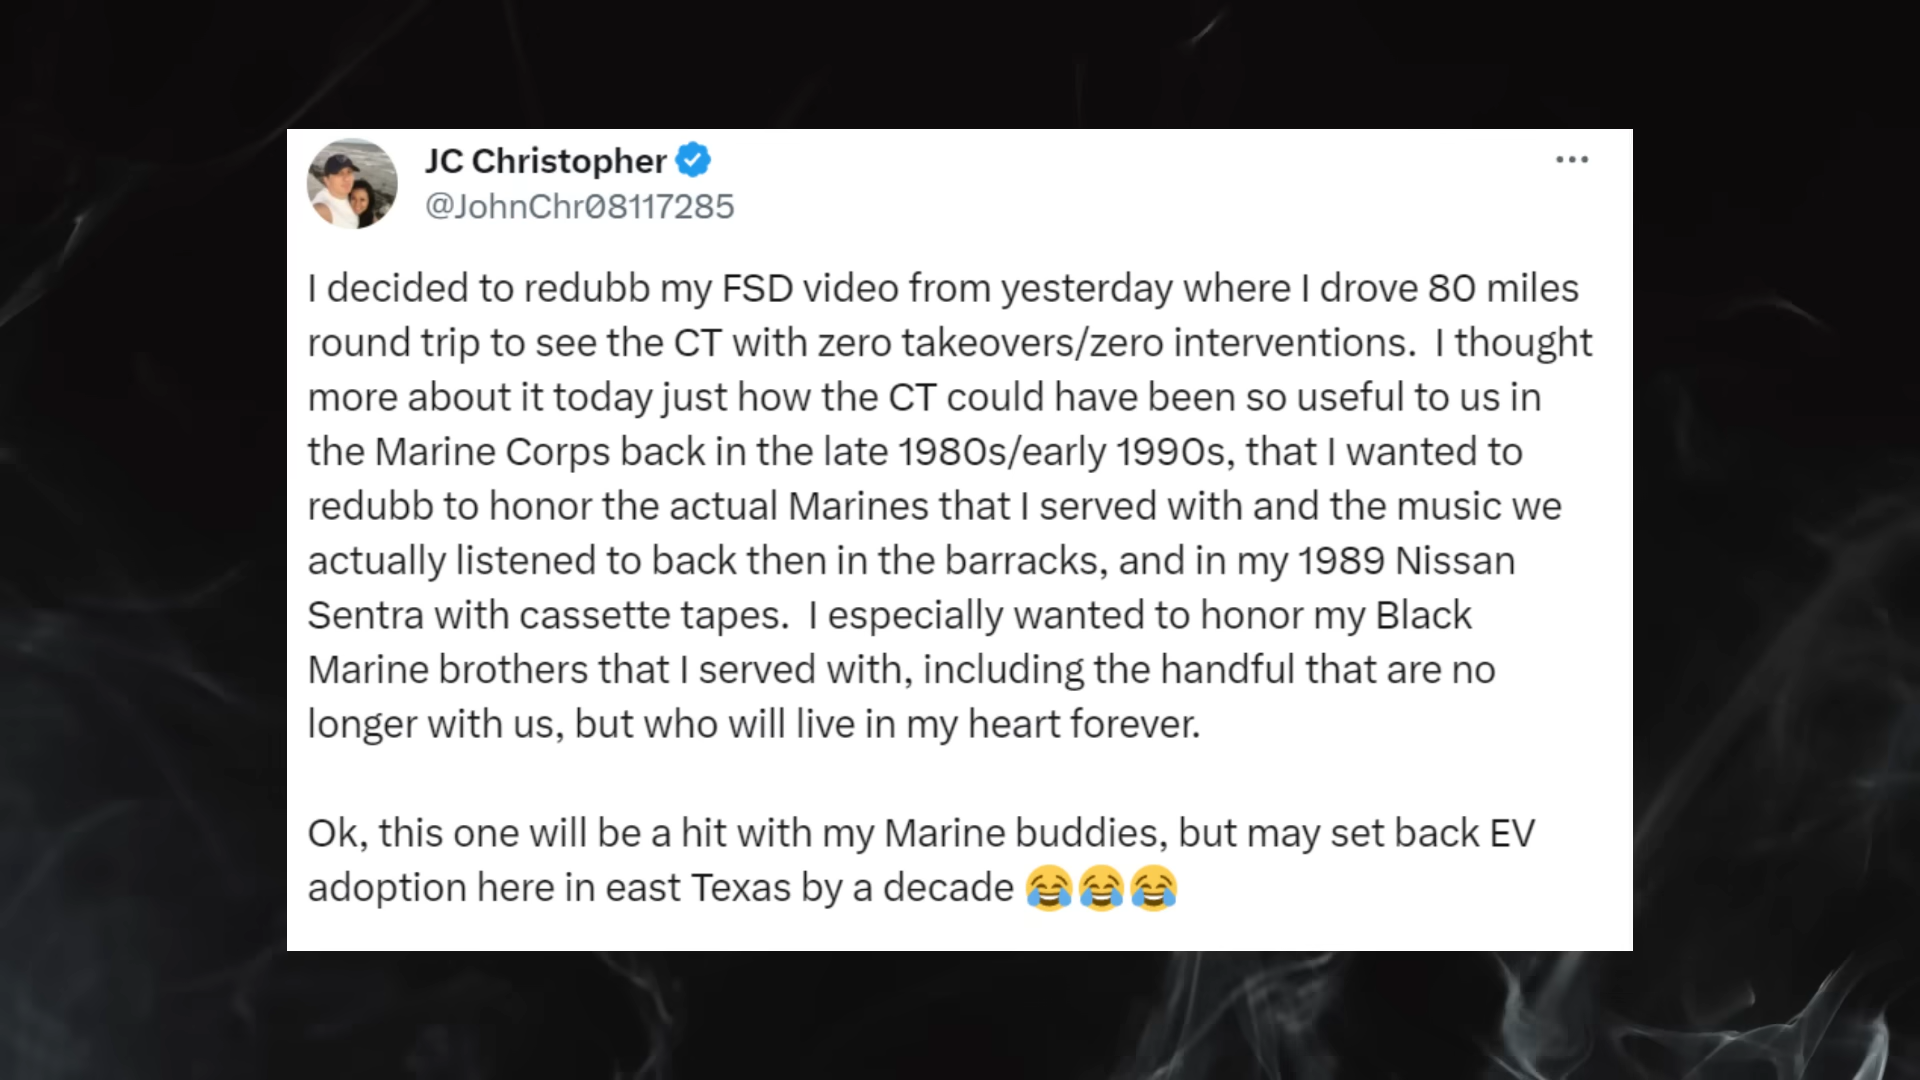 JC Christopher
@JohnChr08117285
I decided to redubb my FSD video from yesterday where I drove 80 miles
round trip to see the CT with zero takeovers/zero interventions.  I thought
more about it today just how the CT could have been so useful to us in
the Marine Corps back in the late 1980s/early 1990s, that I wanted to
redubb to honor the actual Marines that I served with and the music we
actually listened to back then in the barracks, and in my 1989 Nissan
Sentra with cassette tapes.  I especially wanted to honor my Black
Marine brothers that I served with, including the handful that are no
longer with us, but who will live in my heart forever.
Ok, this one will be a hit with my Marine buddies, but may set back EV
adoption here in east Texas by a decade 😂😂😂